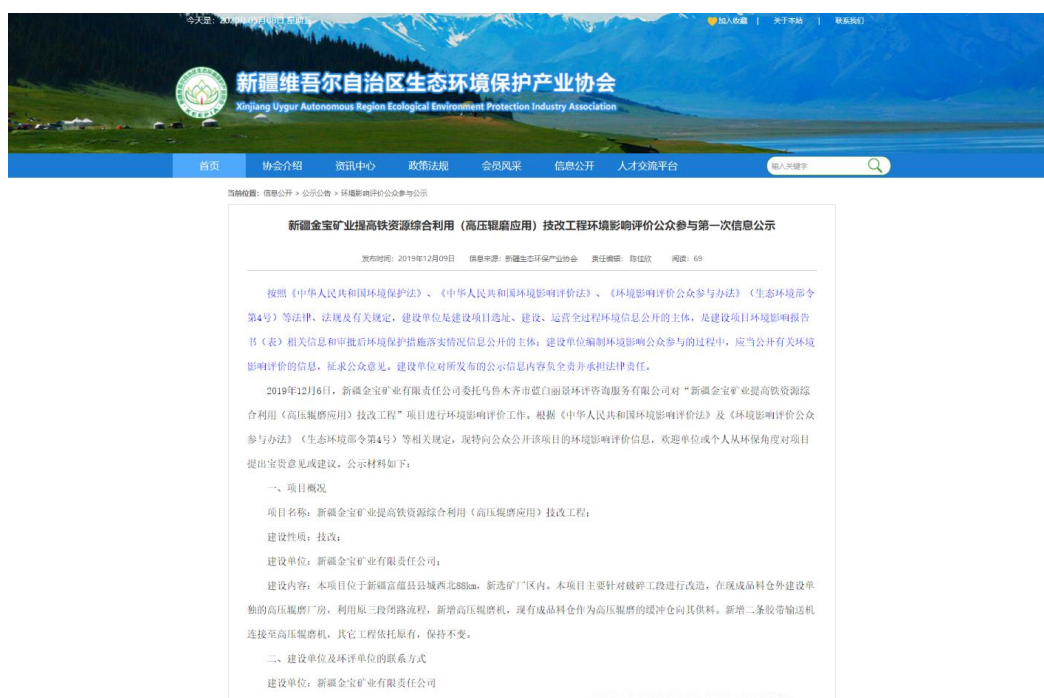 今天是：2020年05月08日 星期五
加入收藏 | 关于本站 | 联系我们
新疆维吾尔自治区生态环境保护产业协会
Xinjiang Uygur Autonomous Region Ecological Environment Protection Industry Association
首页 协会介绍 资讯中心 政策法规 会员风采 信息公开 人才交流平台 输入关键字
当前位置：信息公开 > 公示公告 > 环境影响评价公众参与公示
新疆金宝矿业提高铁资源综合利用（高压辊磨应用）技改工程环境影响评价公众参与第一次信息公示
发布时间：2019年12月09日 信息来源：新疆生态环保产业协会 责任编辑：陈佳欣 阅读：69
按照《中华人民共和国环境保护法》、《中华人民共和国环境影响评价法》、《环境影响评价公众参与办法》（生态环境部令
第4号）等法律、法规及有关规定，建设单位是建设项目选址、建设、运营全过程环境信息公开的主体，是建设项目环境影响报告
书（表）相关信息和审批后环境保护措施落实情况信息公开的主体；建设单位编制环境影响公众参与的过程中，应当公开有关环境
影响评价的信息，征求公众意见。建设单位对所发布的公示信息内容负全责并承担法律责任。
2019年12月6日，新疆金宝矿业有限责任公司委托乌鲁木齐市蓝白丽景环评咨询服务有限公司对“新疆金宝矿业提高铁资源综
合利用（高压辊磨应用）技改工程”项目进行环境影响评价工作。根据《中华人民共和国环境影响评价法》及《环境影响评价公众
参与办法》（生态环境部令第4号）等相关规定，现特向公众公开该项目的环境影响评价信息，欢迎单位或个人从环保角度对项目
提出宝贵意见或建议。公示材料如下：
一、项目概况
项目名称：新疆金宝矿业提高铁资源综合利用（高压辊磨应用）技改工程；
建设性质：技改；
建设单位：新疆金宝矿业有限责任公司；
建设内容：本项目位于新疆富蕴县县城西北88km，新选矿厂区内。本项目主要针对破碎工段进行改造，在现成品料仓外建设单
独的高压辊磨厂房，利用原三段闭路流程，新增高压辊磨机，现有成品料仓作为高压辊磨的缓冲仓向其供料。新增二条胶带输送机
连接至高压辊磨机，其它工程依托原有，保持不变。
二、建设单位及环评单位的联系方式
建设单位：新疆金宝矿业有限责任公司